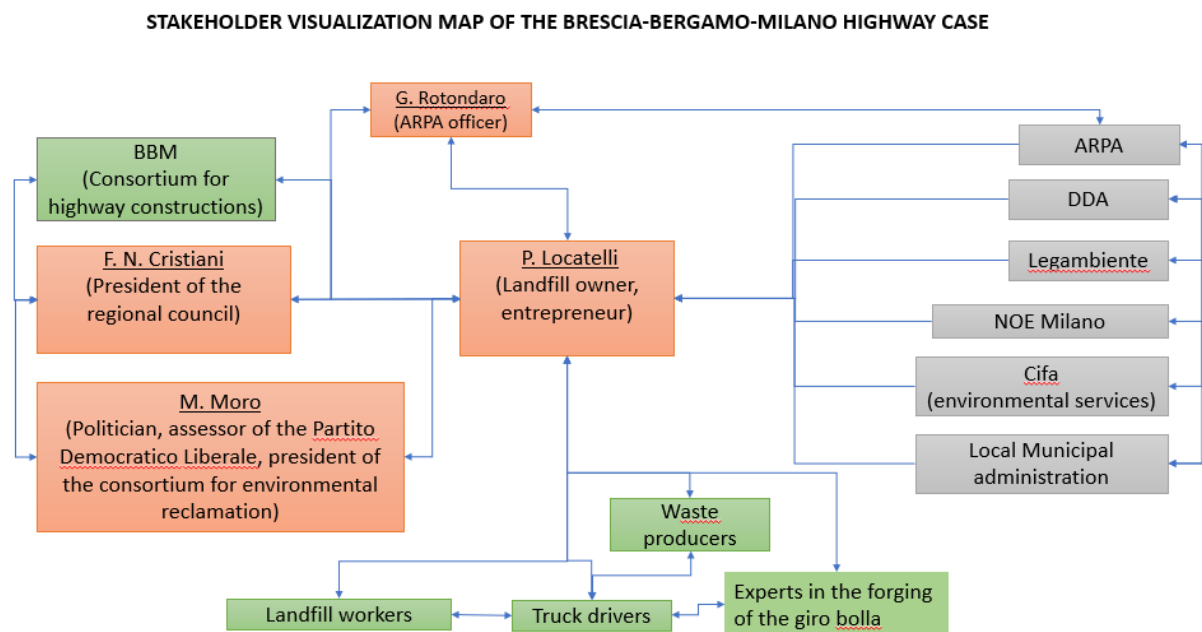 STAKEHOLDER VISUALIZATION MAP OF THE BRESCIA-BERGAMO-MILANO HIGHWAY CASE
G. Rotondaro
(ARPA officer)
BBM
(Consortium for
highway constructions)
F. N. Cristiani
(President of the
regional council)
M. Moro
(Politician, assessor of the Partito
Democratico Liberale, president of
the consortium for environmental
reclamation)
P. Locatelli
(Landfill owner,
entrepreneur)
ARPA
DDA
Legambiente
NOE Milano
Cifa
(environmental services)
Local Municipal
administration
Waste
producers
Landfill workers
Truck drivers
Experts in the forging
of the giro bolla